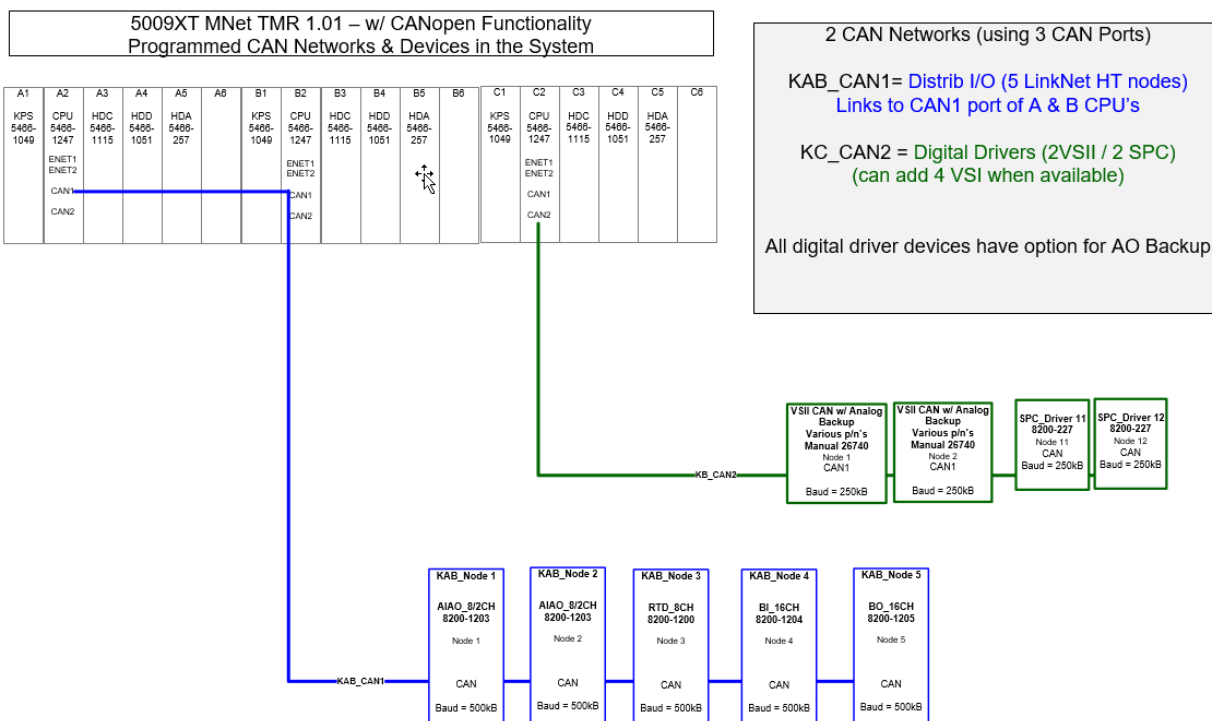 5009XT MNet TMR 1.01 – w/ CANopen Functionality
Programmed CAN Networks & Devices in the System
2 CAN Networks (using 3 CAN Ports)
KAB_CAN1= Distrib I/O (5 LinkNet HT nodes)
Links to CAN1 port of A & B CPU's
KC_CAN2 = Digital Drivers (2VSII / 2 SPC)
(can add 4 VSI when available)
All digital driver devices have option for AO Backup
A1
KPS
5466-
1049
A2
CPU
5466-
1247
ENET1
ENET2
CAN1
CAN2
A3
HDC
5466-
1115
A4
HDD
5466-
1051
A5
HDA
5466-
257
A6
B1
KPS
5466-
1049
B2
CPU
5466-
1247
ENET1
ENET2
CAN1
CAN2
B3
HDC
5466-
1115
B4
HDD
5466-
1051
B5
HDA
5466-
257
B6
C1
KPS
5466-
1049
C2
CPU
5466-
1247
ENET1
ENET2
CAN1
CAN2
C3
HDC
5466-
1115
C4
HDD
5466-
1051
C5
HDA
5466-
257
C6
KB_CAN2
VSII CAN w/ Analog
Backup
Various p/n's
Manual 26740
Node 1
CAN1
Baud = 250kB
VSII CAN w/ Analog
Backup
Various p/n's
Manual 26740
Node 2
CAN1
Baud = 250kB
SPC_Driver 11
8200-227
Node 11
CAN
Baud = 250kB
SPC_Driver 12
8200-227
Node 12
CAN
Baud = 250kB
KAB_CAN1
KAB_Node 1
AIAO_8/2CH
8200-1203
Node 1
CAN
Baud = 500kB
KAB_Node 2
AIAO_8/2CH
8200-1203
Node 2
CAN
Baud = 500kB
KAB_Node 3
RTD_8CH
8200-1200
Node 3
CAN
Baud = 500kB
KAB_Node 4
BI_16CH
8200-1204
Node 4
CAN
Baud = 500kB
KAB_Node 5
BO_16CH
8200-1205
Node 5
CAN
Baud = 500kB